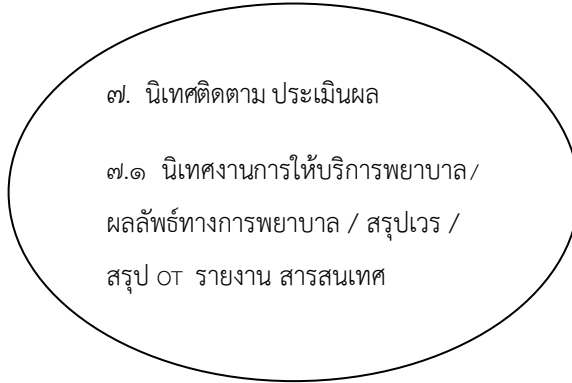 ๗. นิเทศติดตาม ประเมินผล
๗.๑ นิเทศงานการให้บริการพยาบาล/
ผลลัพธ์ทางการพยาบาล / สรุปเวร /
สรุป OT รายงาน สารสนเทศ